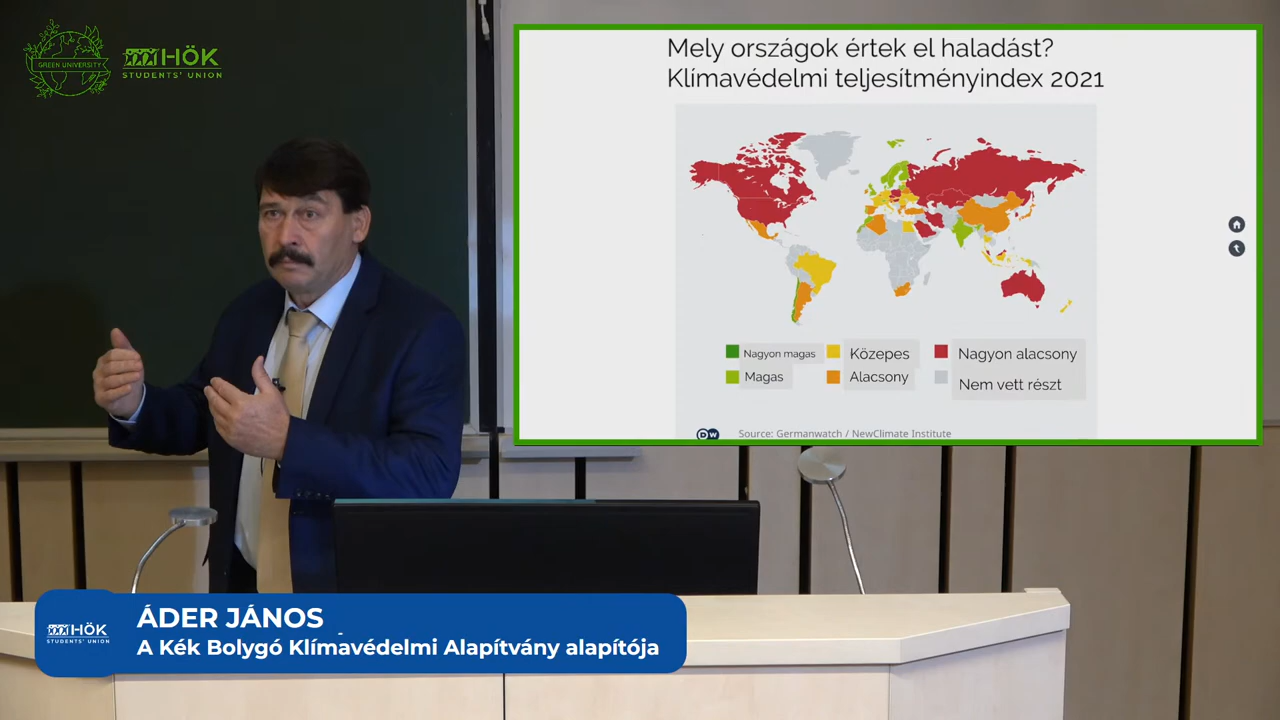 GREEN UNIVERSITY
HÖK
STUDENTS' UNION
Mely országok értek el haladást?
Klímavédelmi teljesítményindex 2021
Nagyon magas
Közepes
Nagyon alacsony
Magas
Alacsony
Nem vett részt
DW
Source: Germanwatch / NewClimate Institute
HÖK
STUDENTS' UNION
ÁDER JÁNOS
A Kék Bolygó Klímavédelmi Alapítvány alapítója